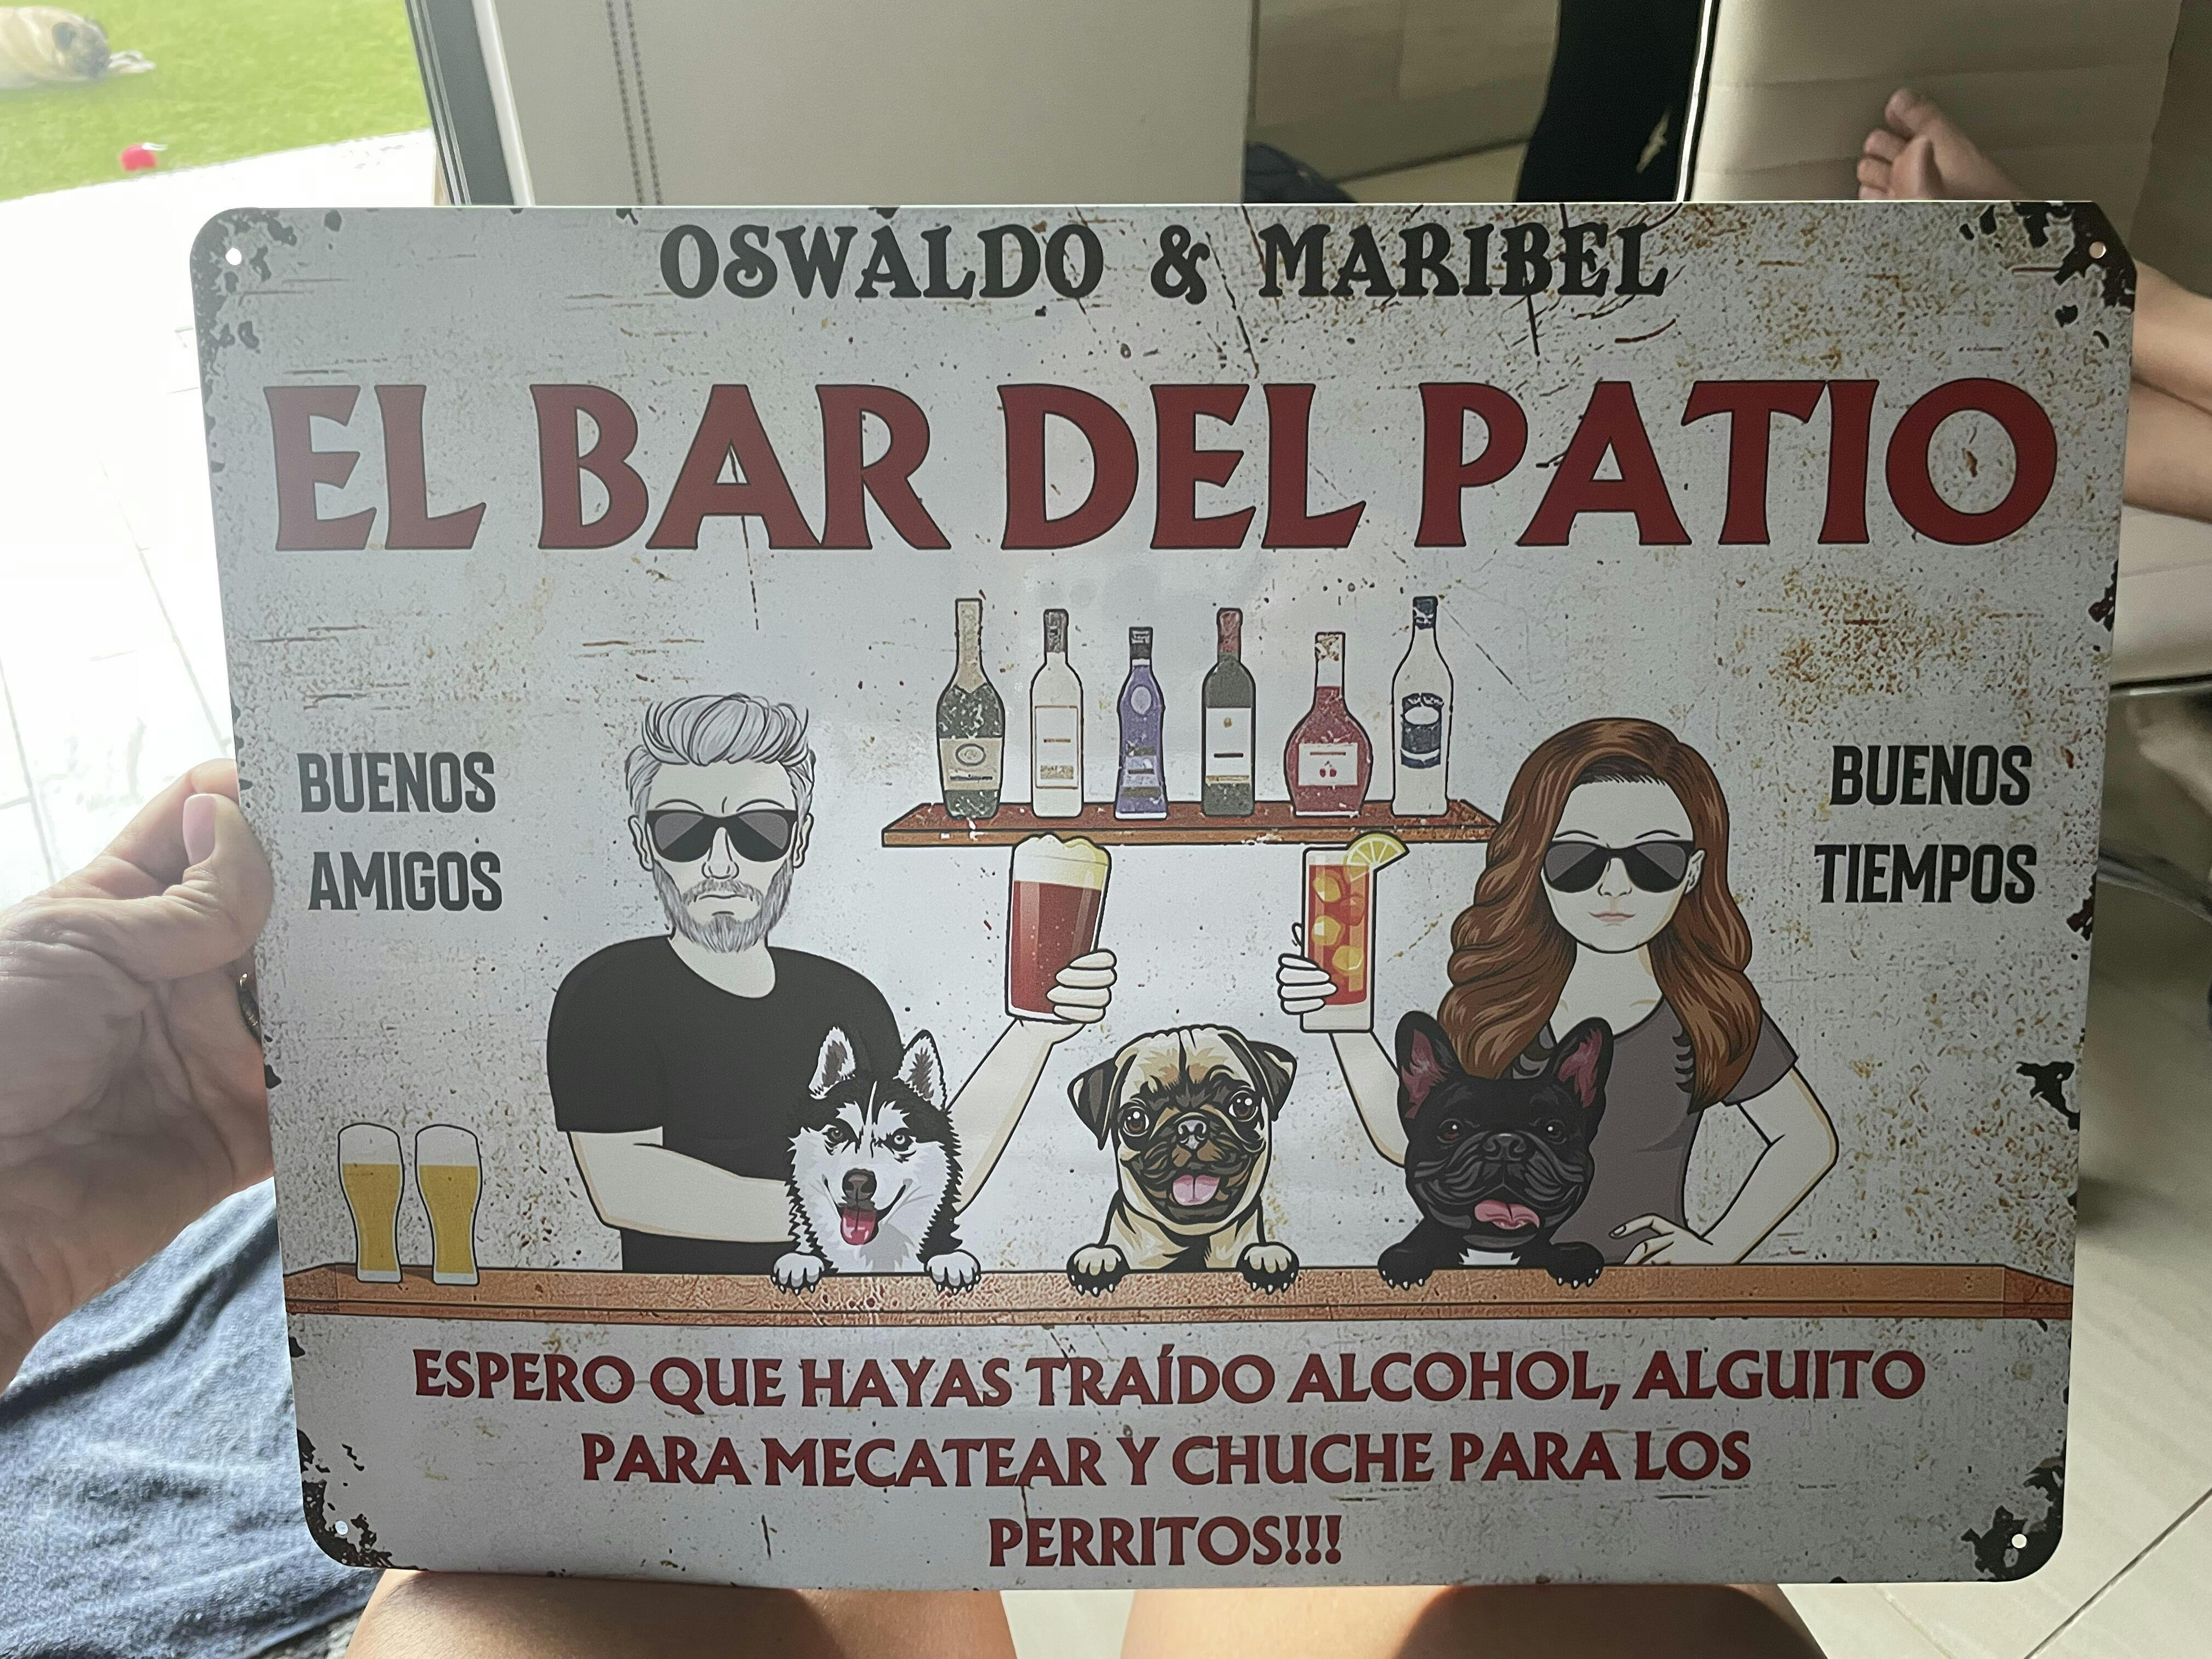 OSWALDO & MARIBEL
EL BAR DEL PATIO
BUENOS
AMIGOS
BUENOS
TIEMPOS
ESPERO QUE HAYAS TRAÍDO ALCOHOL, ALGUITO
PARA MECATEAR Y CHUCHE PARA LOS
PERRITOS!!!